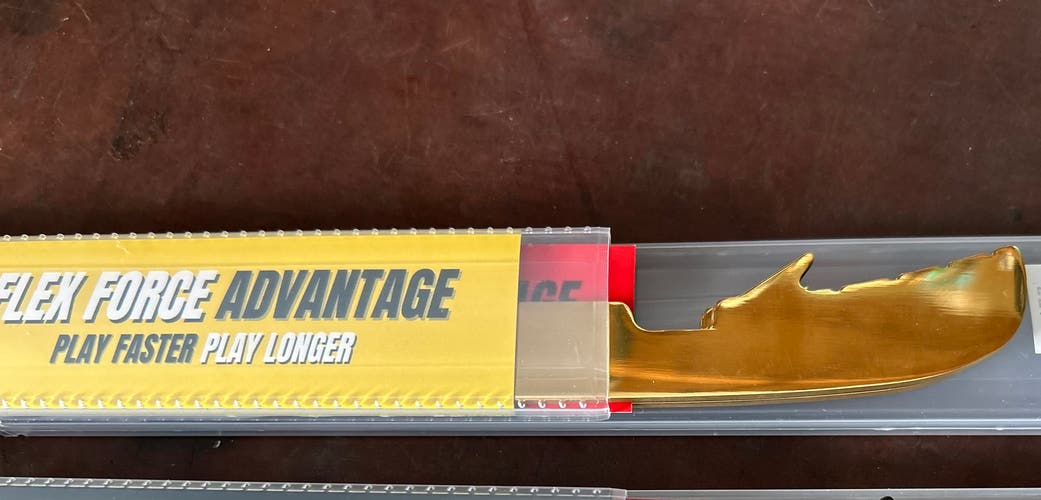 FLEX FORCE ADVANTAGE
PLAY FASTER PLAY LONGER